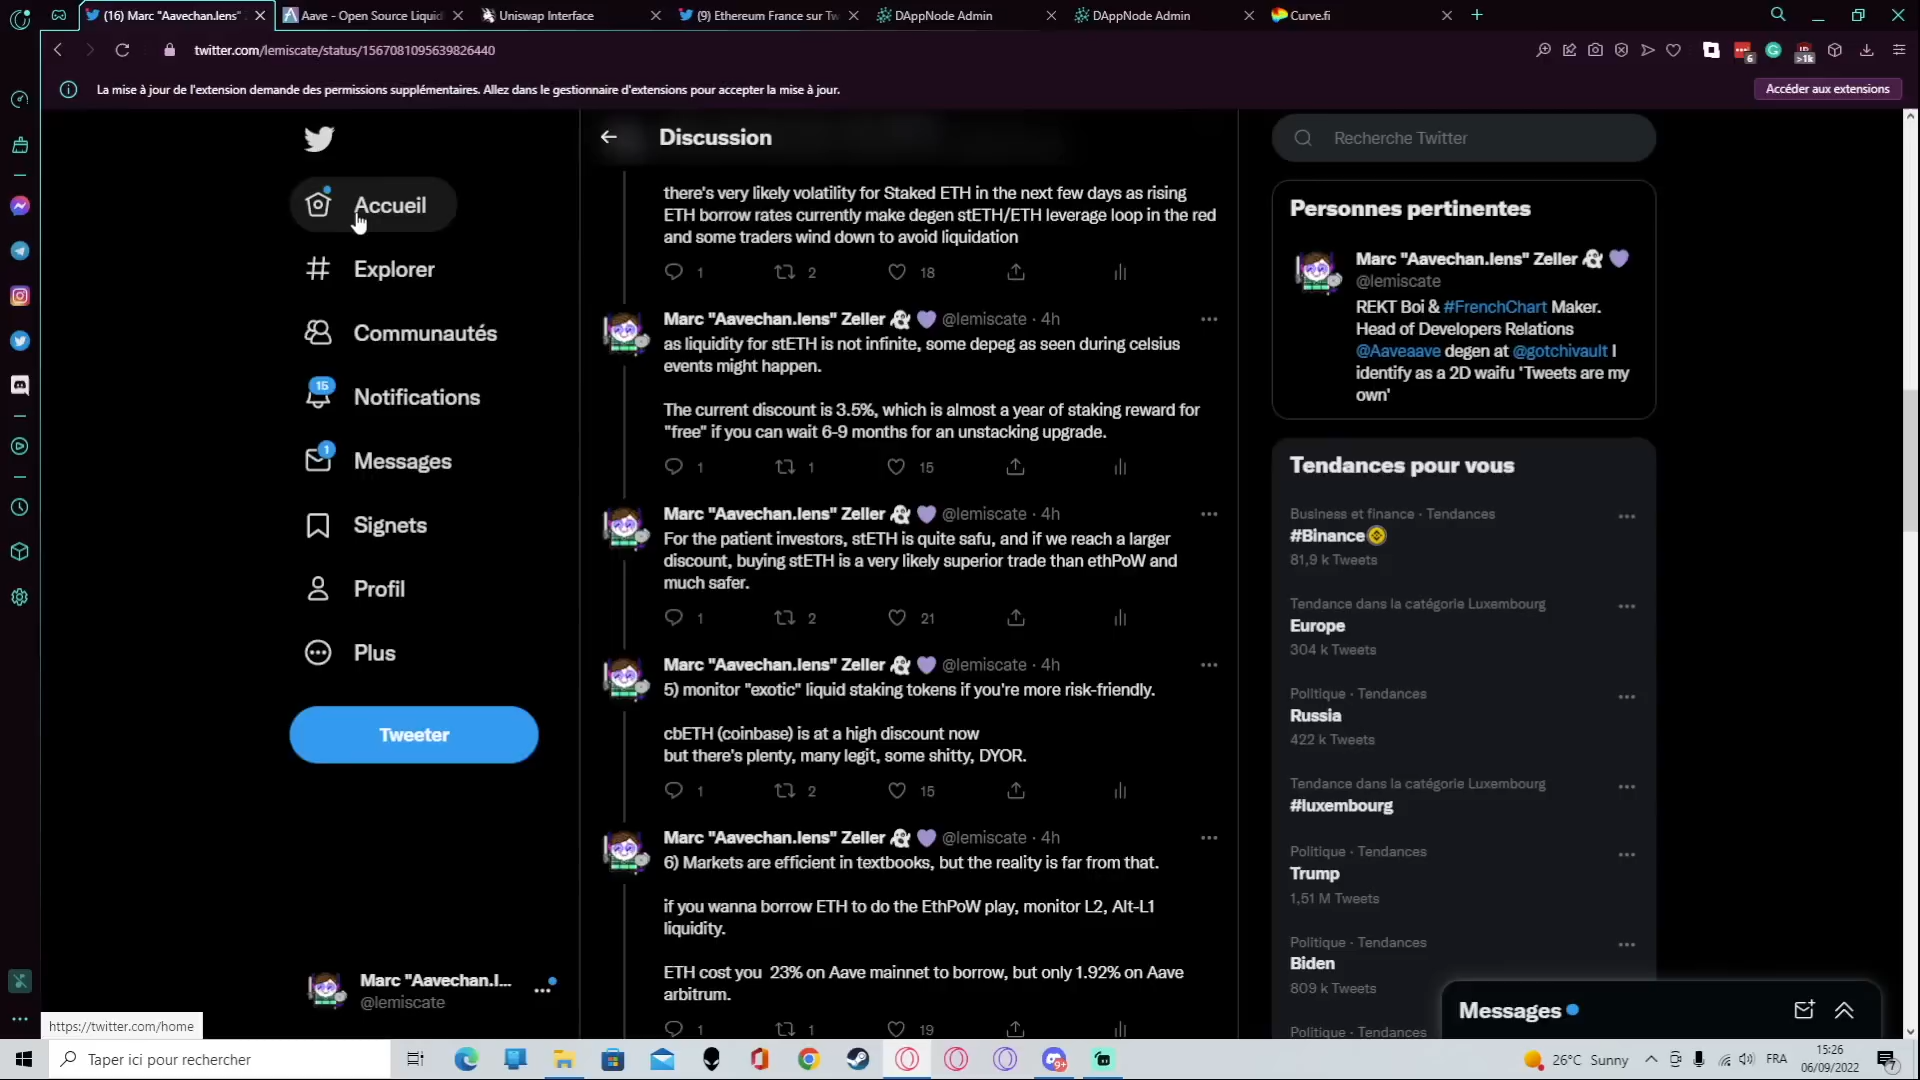 (16) Marc "Aavechan.lens"
Aave - Open Source Liquid
Uniswap Interface
(9) Ethereum France sur Tw
DAppNode Admin
DAppNode Admin
Curve.fi
twitter.com/lemiscate/status/1567081095639826440
6
>1k
La mise à jour de l'extension demande des permissions supplémentaires. Allez dans le gestionnaire d'extensions pour accepter la mise à jour.
Accéder aux extensions
Accueil
Explorer
Communautés
15
Notifications
1
Messages
Signets
Profil
Plus
Tweeter
Marc "Aavechan.l...
@lemiscate
https://twitter.com/home
Discussion
there's very likely volatility for Staked ETH in the next few days as rising
ETH borrow rates currently make degen stETH/ETH leverage loop in the red
and some traders wind down to avoid liquidation
1 2 18
Marc "Aavechan.lens" Zeller @lemiscate · 4h
as liquidity for stETH is not infinite, some depeg as seen during celsius
events might happen.
The current discount is 3.5%, which is almost a year of staking reward for
"free" if you can wait 6-9 months for an unstacking upgrade.
1 1 15
Marc "Aavechan.lens" Zeller @lemiscate · 4h
For the patient investors, stETH is quite safu, and if we reach a larger
discount, buying stETH is a very likely superior trade than ethPoW and
much safer.
1 2 21
Marc "Aavechan.lens" Zeller @lemiscate · 4h
5) monitor "exotic" liquid staking tokens if you're more risk-friendly.
cbETH (coinbase) is at a high discount now
but there's plenty, many legit, some shitty, DYOR.
1 2 15
Marc "Aavechan.lens" Zeller @lemiscate · 4h
6) Markets are efficient in textbooks, but the reality is far from that.
if you wanna borrow ETH to do the EthPoW play, monitor L2, Alt-L1
liquidity.
ETH cost you 23% on Aave mainnet to borrow, but only 1.92% on Aave
arbitrum.
1 1 19
Recherche Twitter
Personnes pertinentes
Marc "Aavechan.lens" Zeller
@lemiscate
REKT Boi & #FrenchChart Maker.
Head of Developers Relations
@Aaveaave degen at @gotchivault I
identify as a 2D waifu 'Tweets are my
own'
Tendances pour vous
Business et finance · Tendances
#Binance
81,9 k Tweets
Tendance dans la catégorie Luxembourg
Europe
304 k Tweets
Politique · Tendances
Russia
422 k Tweets
Tendance dans la catégorie Luxembourg
#luxembourg
Politique · Tendances
Trump
1,51 M Tweets
Politique · Tendances
Biden
809 k Tweets
Politique · Tendances
Messages
Taper ici pour rechercher
9+
26°C Sunny
FRA
15:26
06/09/2022
7